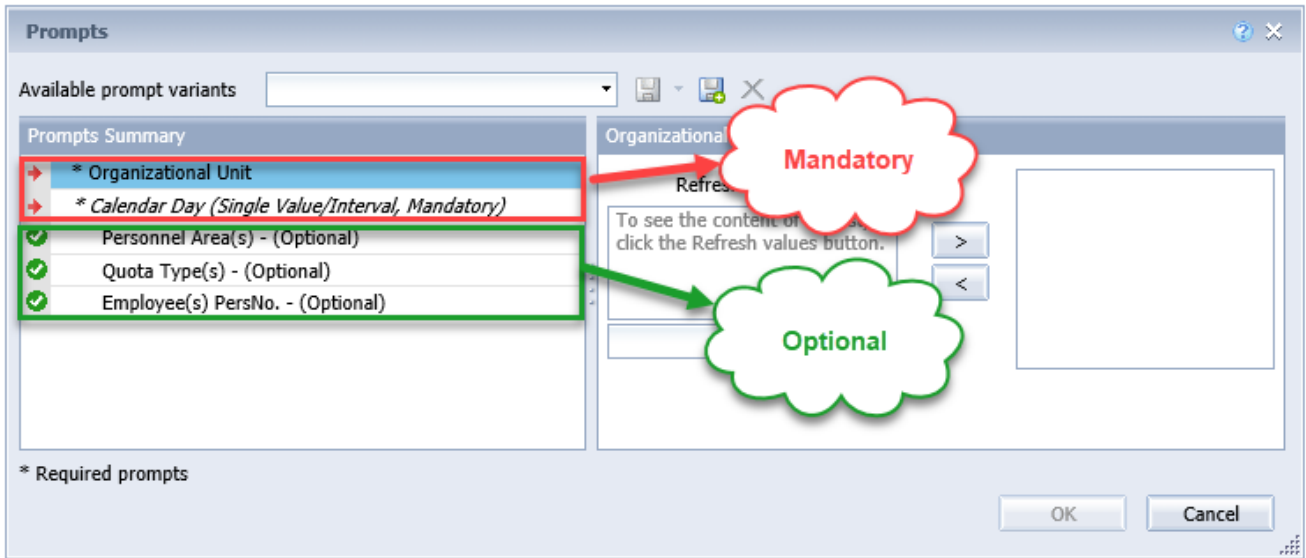 Prompts
Available prompt variants
Prompts Summary
* Organizational Unit
* Calendar Day (Single Value/Interval, Mandatory)
Personnel Area(s) - (Optional)
Quota Type(s) - (Optional)
Employee(s) PersNo. - (Optional)
Organizational
Mandatory
To see the content of
click the Refresh values button.
>
<
Optional
* Required prompts
OK
Cancel